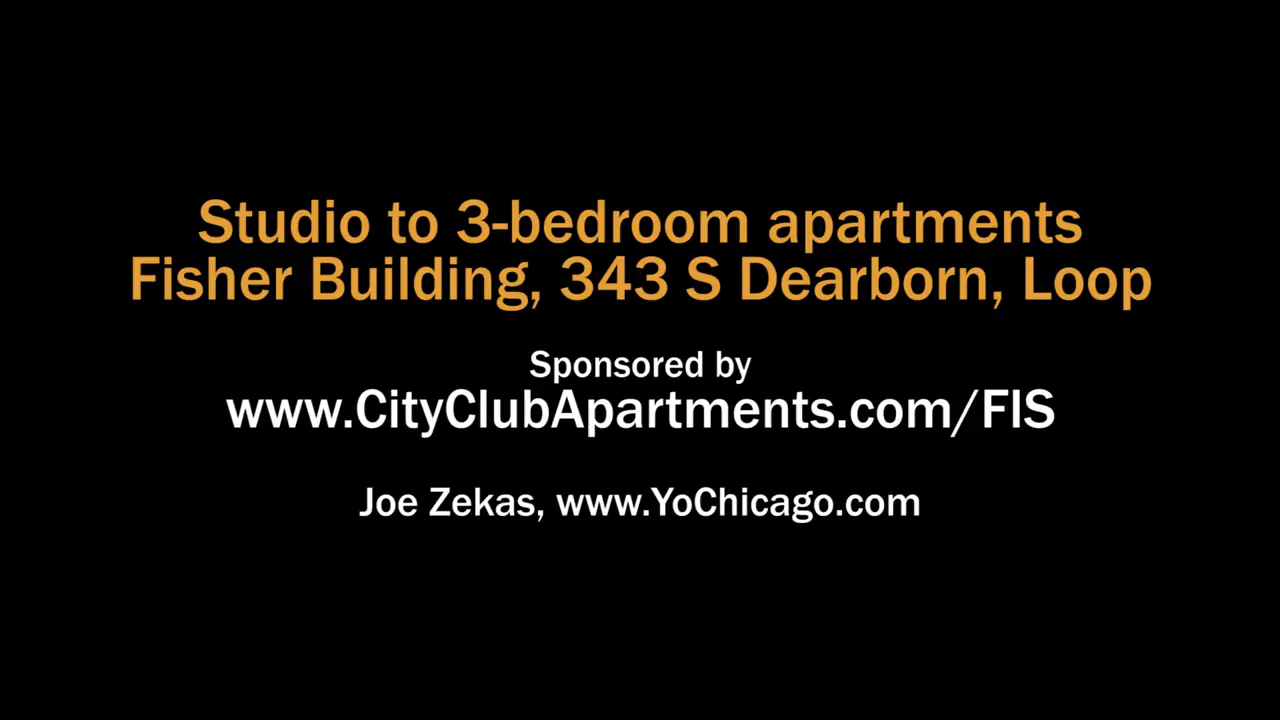 Studio to 3-bedroom apartments
Fisher Building, 343 S Dearborn, Loop
Sponsored by
www.CityClubApartments.com/FIS
Joe Zekas, www.YoChicago.com